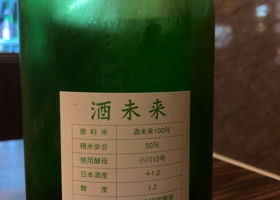 酒未来
原料米 酒未来100%
精米歩合 50%
使用酵母 小川10号
日本酒度 +1.0
酸度 1.2